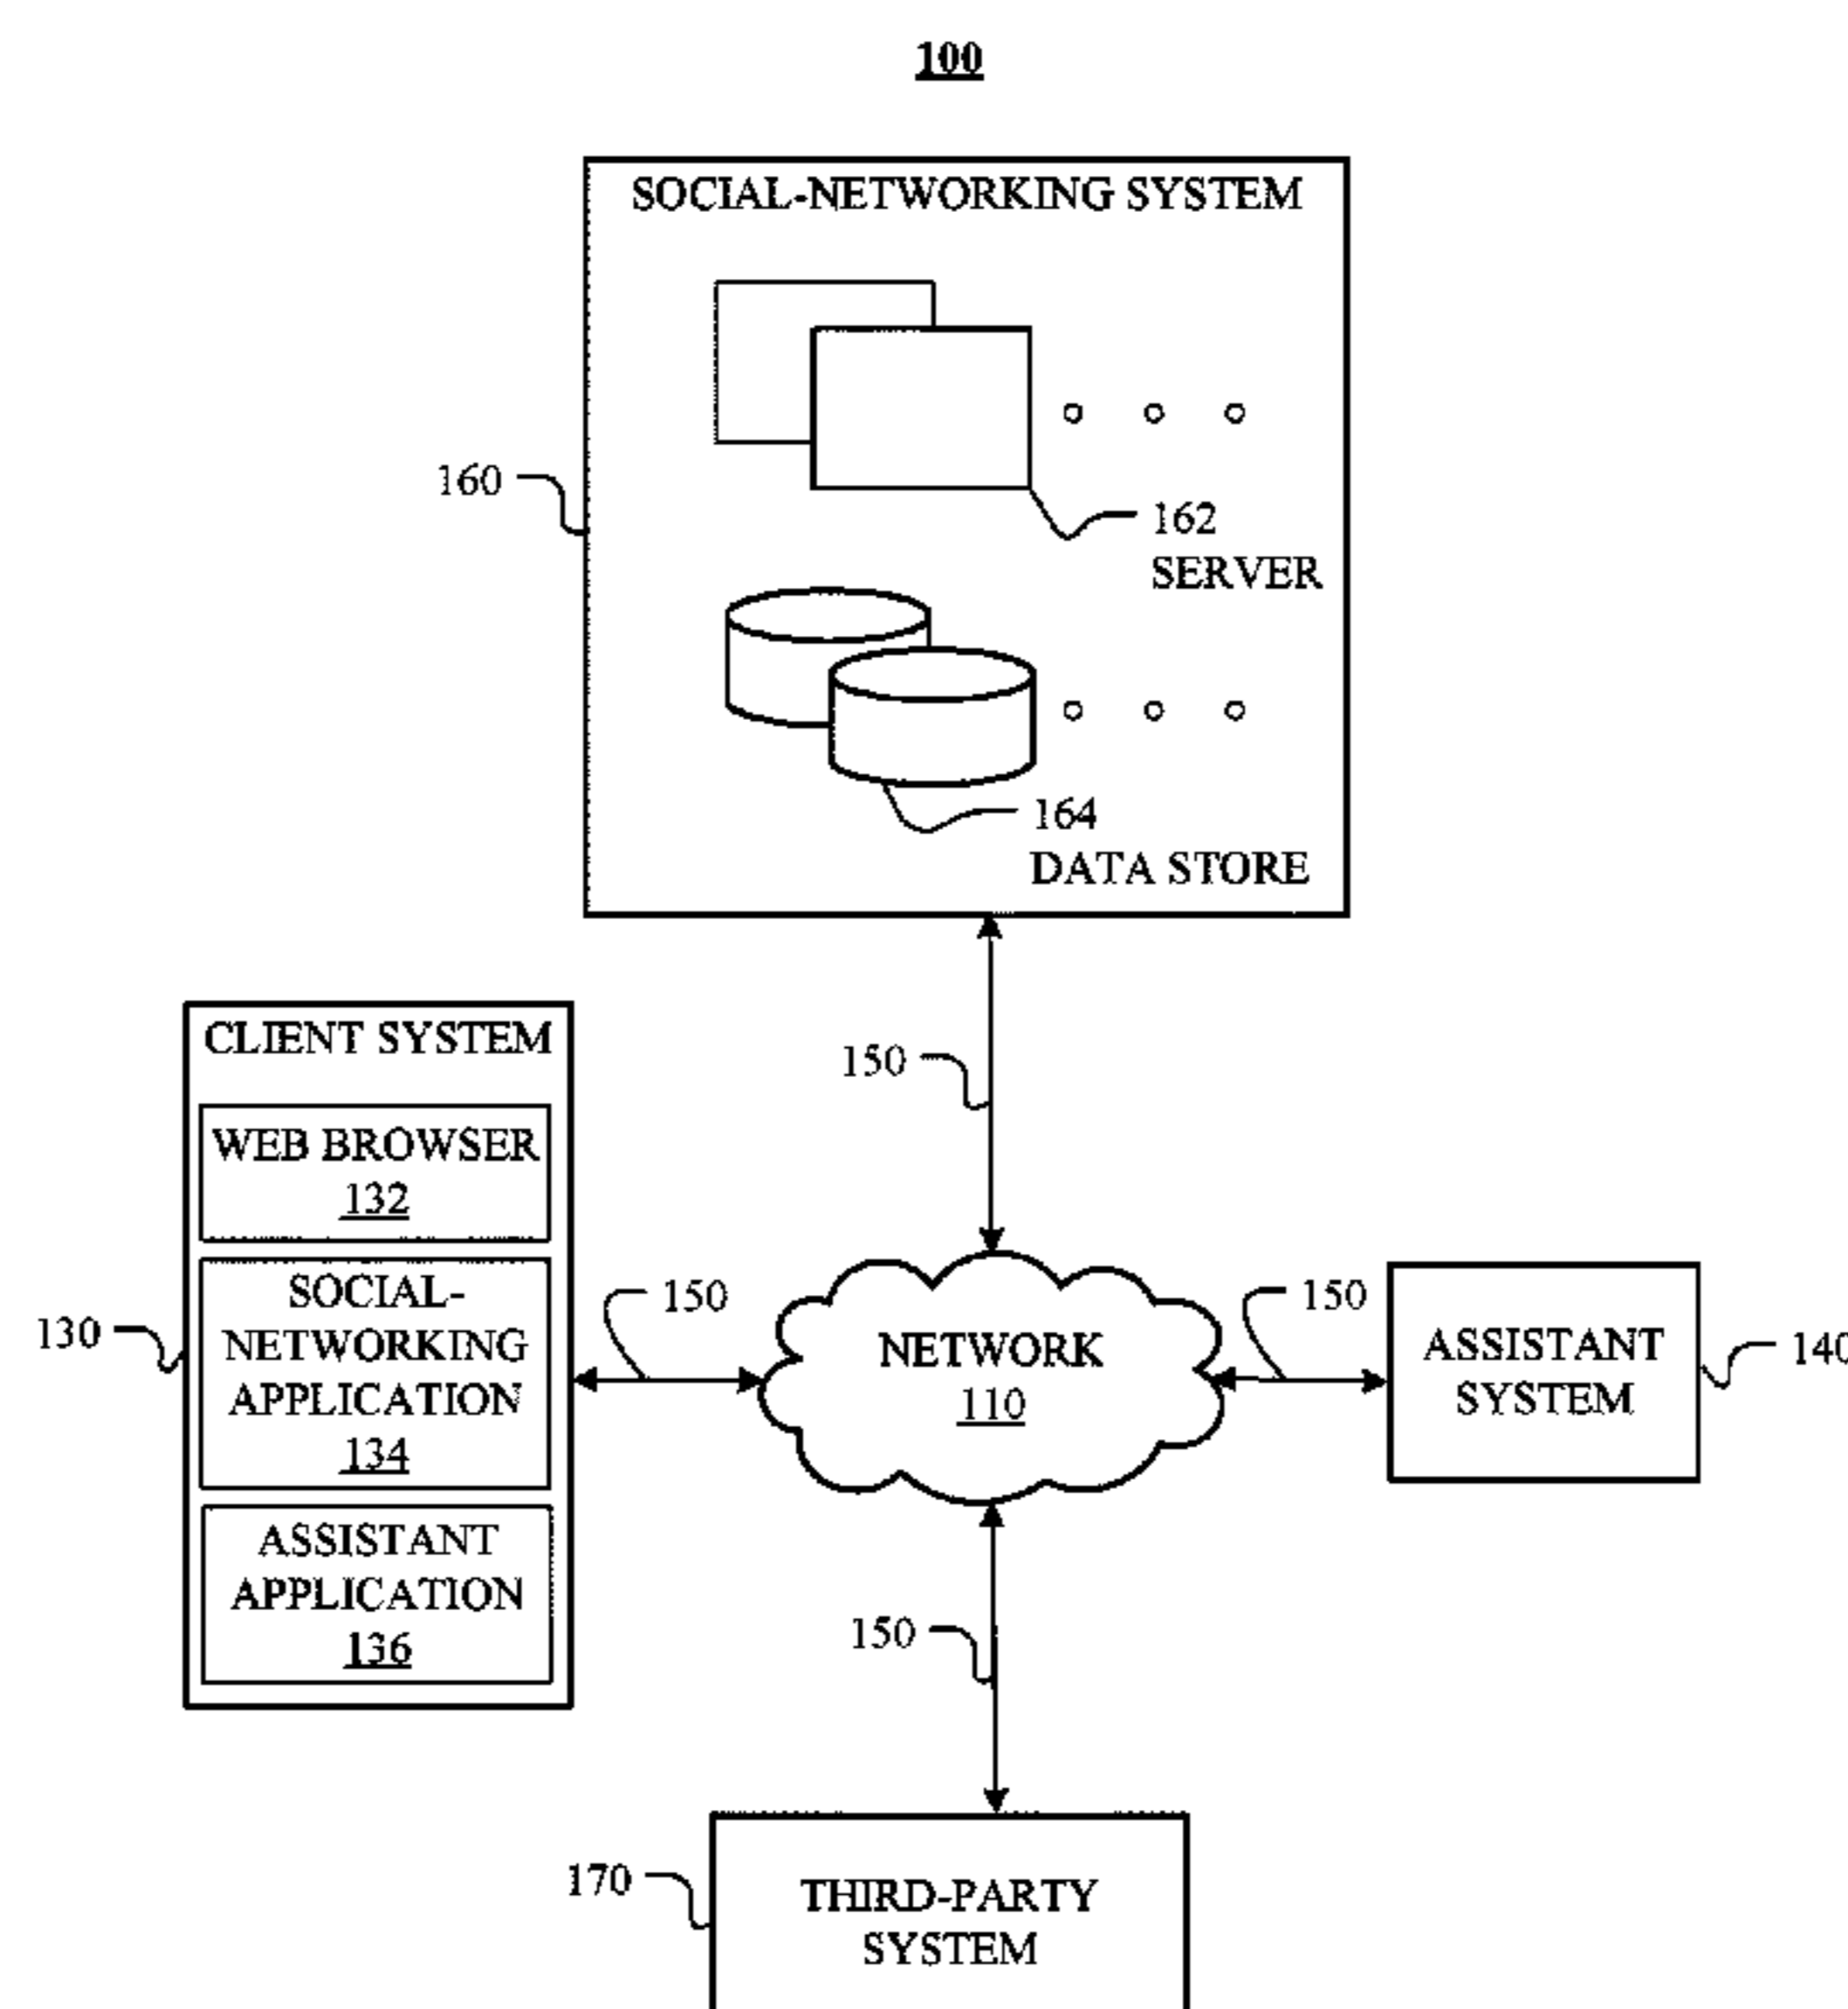 100
SOCIAL-NETWORKING SYSTEM
160
162
SERVER
164
DATA STORE
CLIENT SYSTEM
WEB BROWSER
132
SOCIAL-
NETWORKING
APPLICATION
134
ASSISTANT
APPLICATION
136
130
150
150
NETWORK
110
150
ASSISTANT
SYSTEM
140
150
170
THIRD-PARTY
SYSTEM